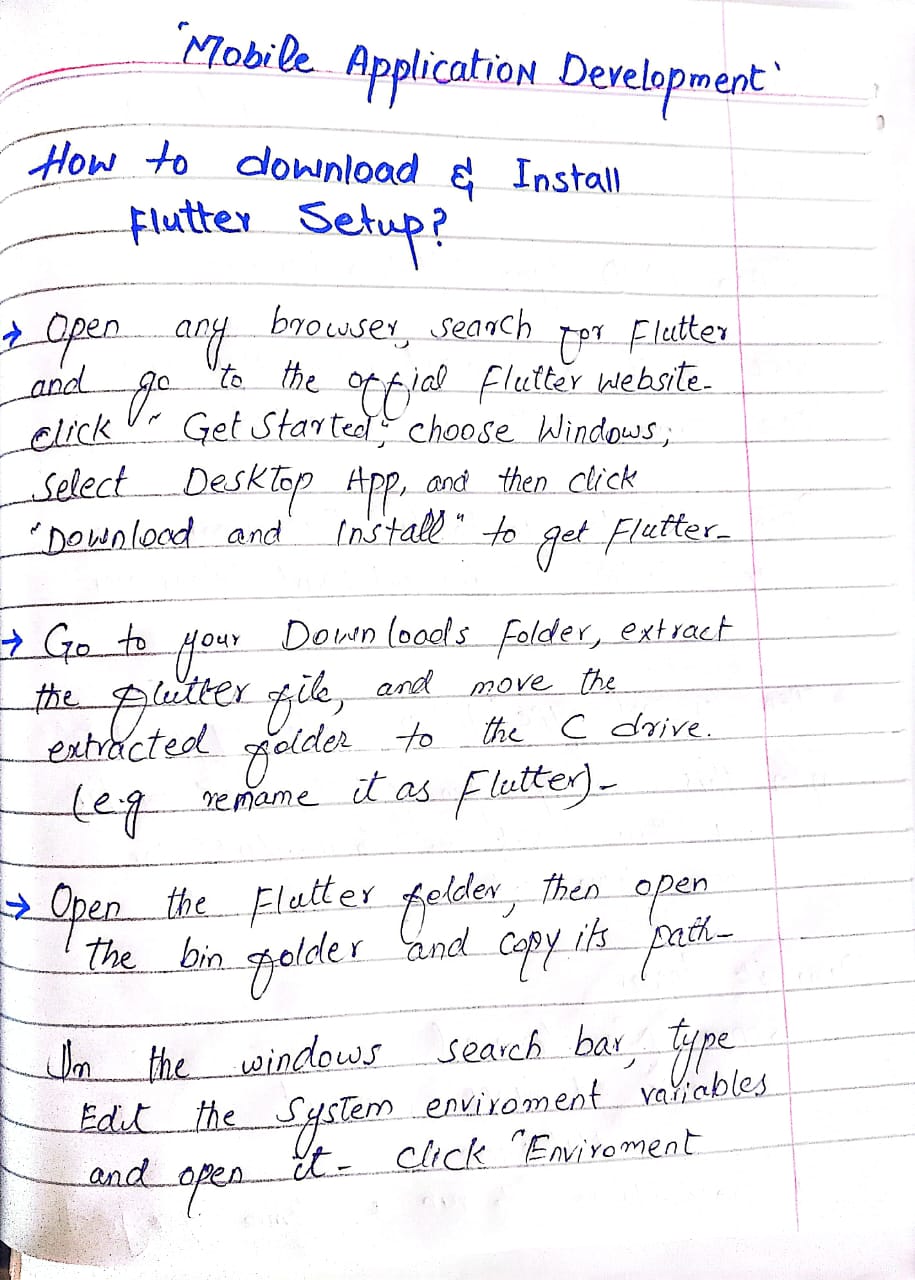 "Mobile Application Development"
How to download & Install
Flutter Setup?
→ Open any browser, search for Flutter
and go to the offjal Flutter website-
click " Get Started", choose Windows,
select Desktop App, and then click
"Download and Install" to get Flutter-
→ Go to your Downloads folder, extract
the flutter file, and move the
extracted folder to the C drive.
(e.g rename it as Flutter)-
→ Open the Flutter folder, then open
the bin folder and copy its path-
In the windows search bar, type
Edit the System enviroment variables
and open it- click "Enviroment